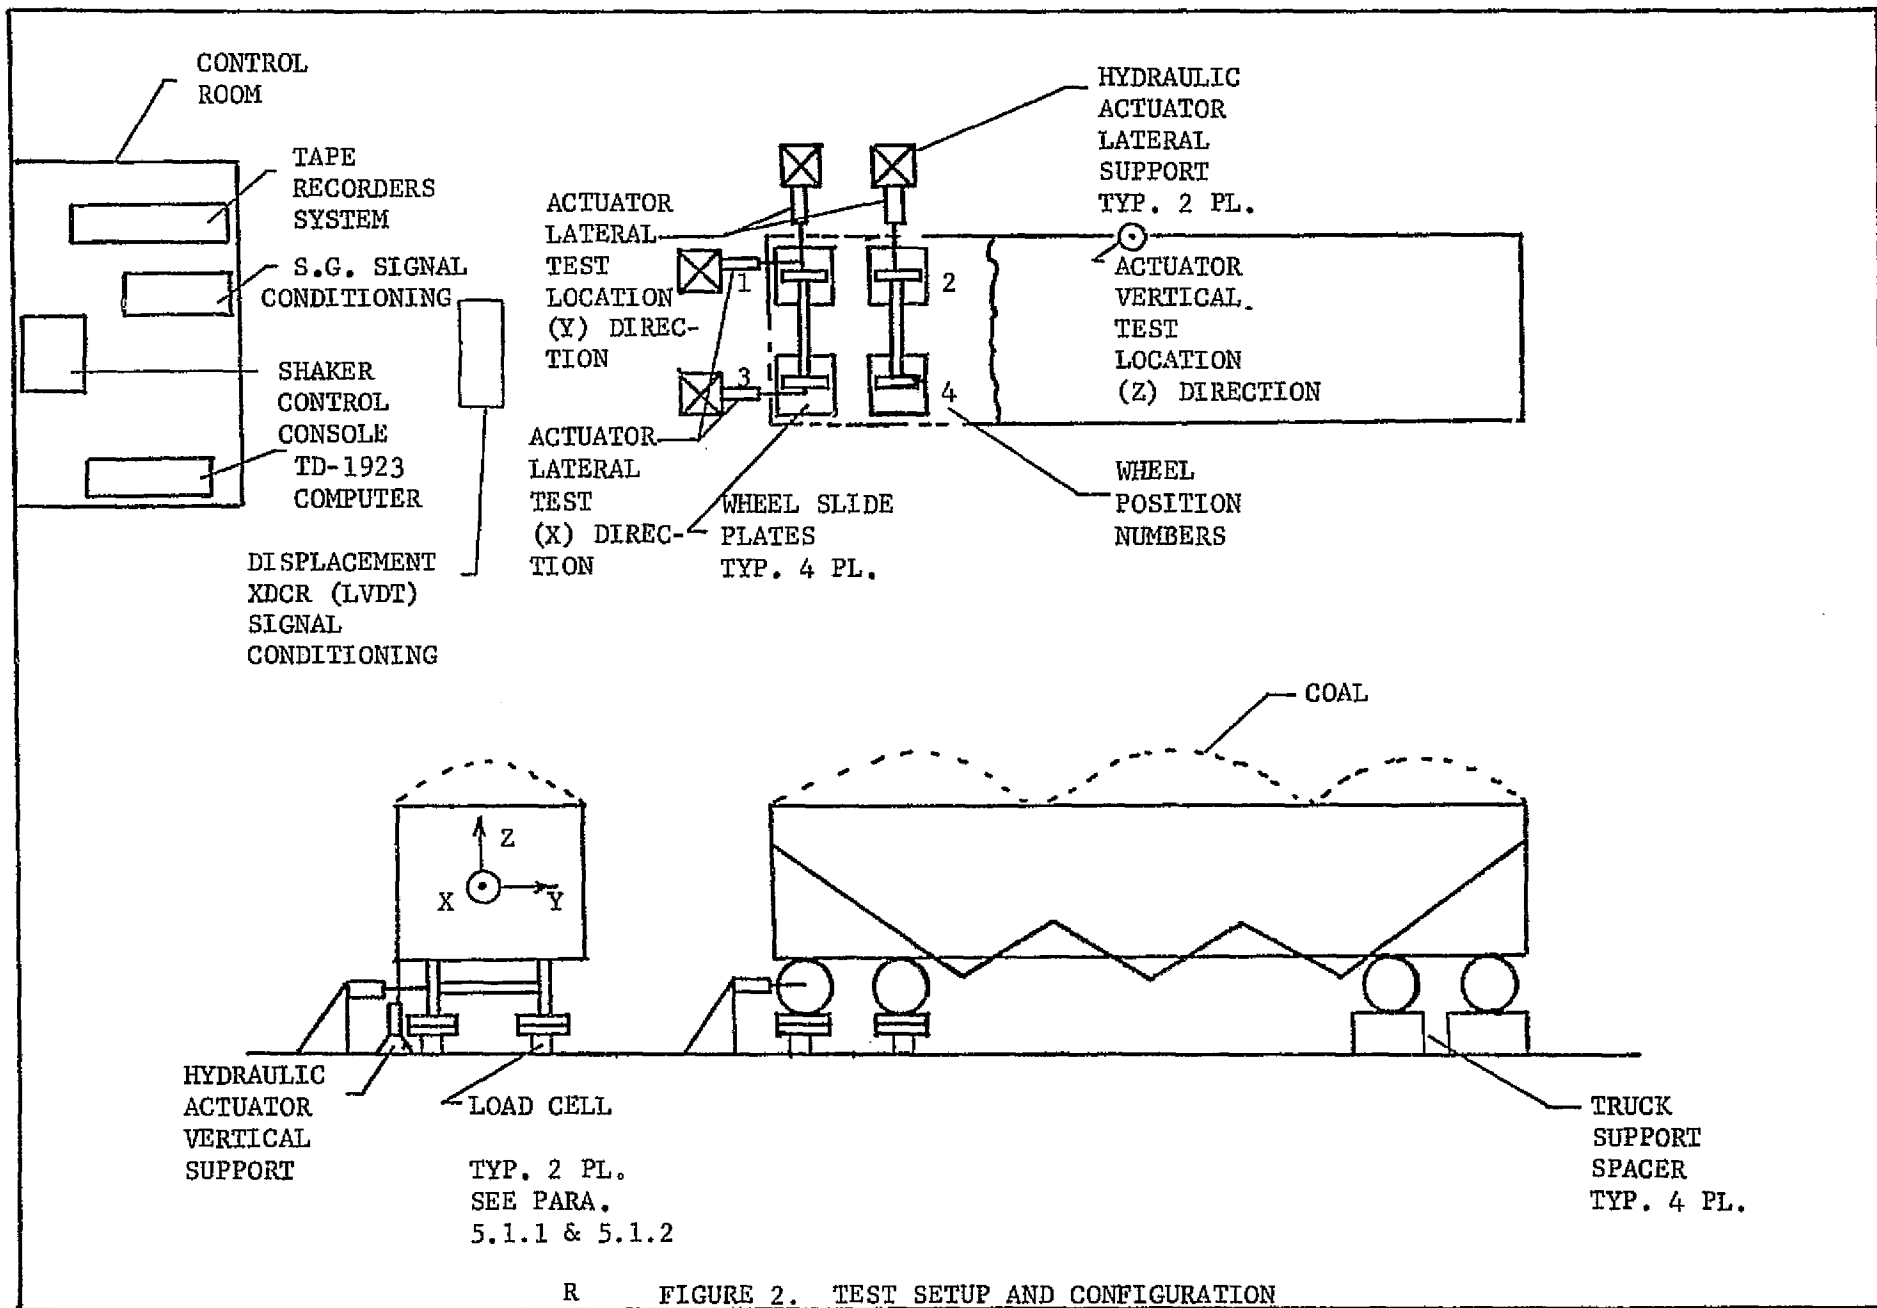 CONTROL
ROOM
TAPE
RECORDERS
SYSTEM
S.G. SIGNAL
CONDITIONING
SHAKER
CONTROL
CONSOLE
TD-1923
COMPUTER
DISPLACEMENT
XDCR (LVDT)
SIGNAL
CONDITIONING
ACTUATOR
LATERAL
TEST
LOCATION
(Y) DIREC-
TION
ACTUATOR
LATERAL
TEST
(X) DIREC-
TION
1
2
3
4
WHEEL SLIDE
PLATES
TYP. 4 PL.
HYDRAULIC
ACTUATOR
LATERAL
SUPPORT
TYP. 2 PL.
ACTUATOR
VERTICAL
TEST
LOCATION
(Z) DIRECTION
WHEEL
POSITION
NUMBERS
COAL
Z
X
Y
HYDRAULIC
ACTUATOR
VERTICAL
SUPPORT
LOAD CELL
TYP. 2 PL.
SEE PARA.
5.1.1 & 5.1.2
TRUCK
SUPPORT
SPACER
TYP. 4 PL.
R FIGURE 2. TEST SETUP AND CONFIGURATION